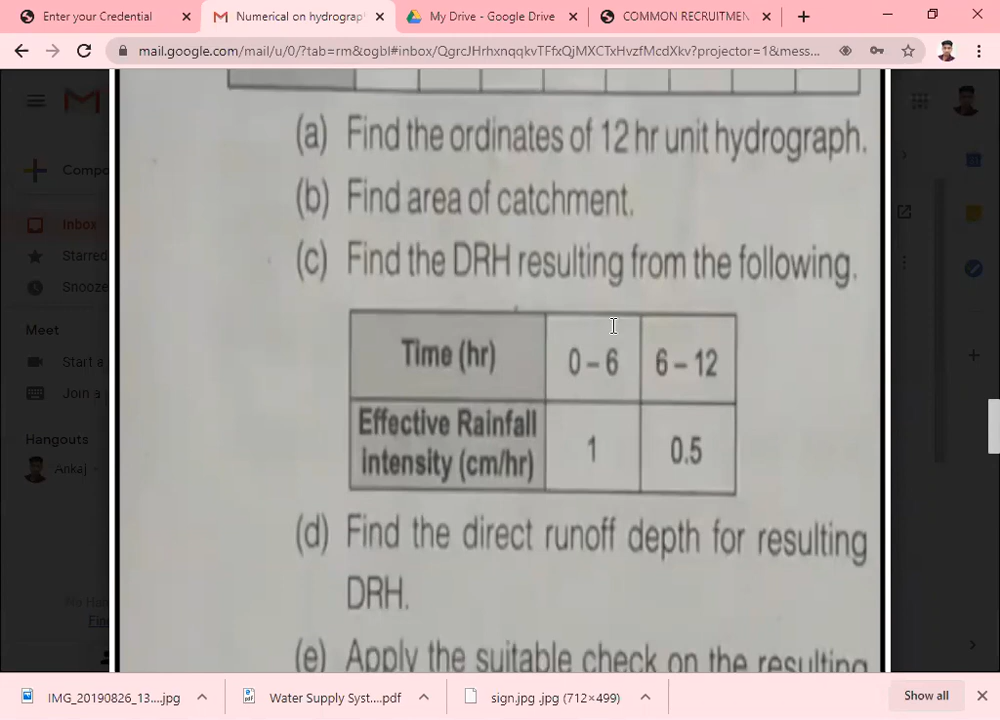 Enter your Credential
Numerical on hydrograp
My Drive - Google Drive
COMMON RECRUITMEN
mail.google.com/mail/u/0/?tab=rm&ogbl#inbox/QgrcJHrhxnqqkvTFfxQjMXCTxHvzfMcdXkv?projector=1&mess...
(a) Find the ordinates of 12 hr unit hydrograph.
Compo
(b) Find area of catchment.
Inbox
Starred
(c) Find the DRH resulting from the following.
Snooze
Meet
Time (hr) 0 – 6 6 – 12
Start a
Join a
Effective Rainfall
intensity (cm/hr) 1 0.5
Hangouts
Ankaj
(d) Find the direct runoff depth for resulting
DRH.
No Han
Find
(e) Apply the suitable check on the resulting
IMG_20190826_13....jpg
Water Supply Syst....pdf
sign.jpg .jpg (712×499)
Show all